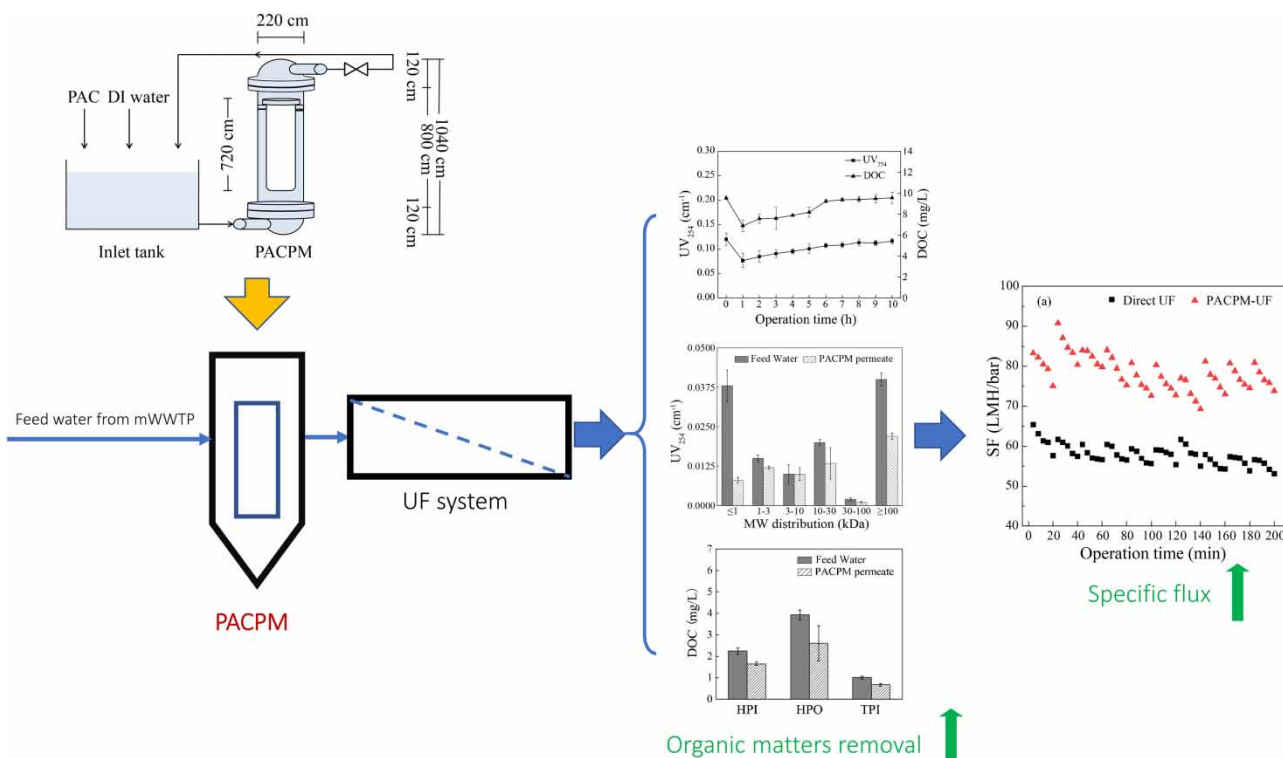 220 cm
PAC DI water
720 cm
120 cm
800 cm
120 cm
1040 cm
Inlet tank
PACPM
Feed water from mWWTP
PACPM
UF system
0.30
0.25
0.20
0.15
0.10
0.05
0.00
UV254 (cm-1)
UV254
DOC
14
12
10
8
6
4
2
0
DOC (mg/L)
0 1 2 3 4 5 6 7 8 9 10
Operation time (h)
0.0500
0.0375
0.0250
0.0125
0.0000
UV254 (cm-1)
Feed Water
PACPM permeate
≤1 1-3 3-10 10-30 30-100 ≥100
MW distribution (kDa)
7
6
5
4
3
2
1
0
DOC (mg/L)
Feed Water
PACPM permeate
HPI HPO TPI
Organic matters removal
100
90
80
70
60
50
40
SF (LMH/bar)
(a) Direct UF PACPM-UF
0 20 40 60 80 100 120 140 160 180 200
Operation time (min)
Specific flux